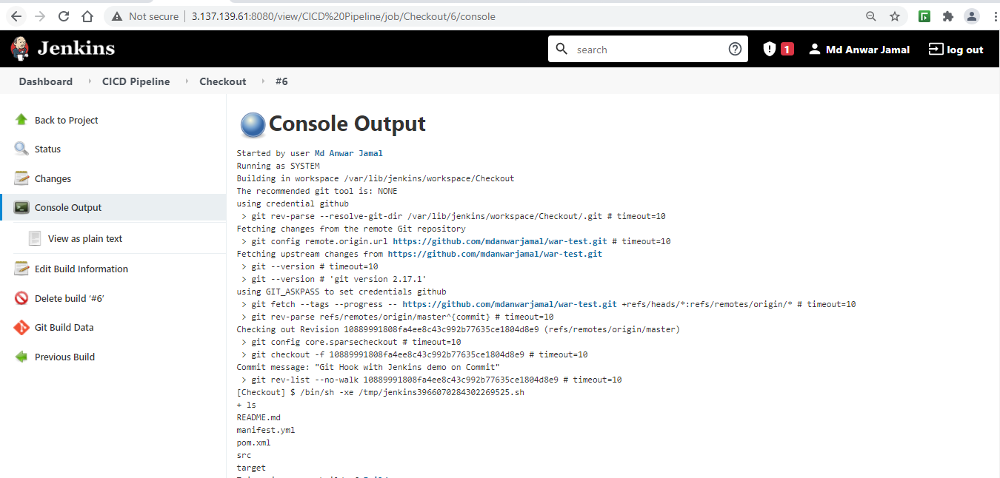 Not secure | 3.137.139.61:8080/view/CICD%20Pipeline/job/Checkout/6/console
Jenkins
search
1
Md Anwar Jamal
log out
Dashboard
CICD Pipeline
Checkout
#6
Back to Project
Status
Changes
Console Output
View as plain text
Edit Build Information
Delete build ‘#6’
Git Build Data
Previous Build
Console Output
Started by user Md Anwar Jamal
Running as SYSTEM
Building in workspace /var/lib/jenkins/workspace/Checkout
The recommended git tool is: NONE
using credential github
> git rev-parse --resolve-git-dir /var/lib/jenkins/workspace/Checkout/.git # timeout=10
Fetching changes from the remote Git repository
> git config remote.origin.url https://github.com/mdanwarjamal/war-test.git # timeout=10
Fetching upstream changes from https://github.com/mdanwarjamal/war-test.git
> git --version # timeout=10
> git --version # 'git version 2.17.1'
using GIT_ASKPASS to set credentials github
> git fetch --tags --progress -- https://github.com/mdanwarjamal/war-test.git +refs/heads/*:refs/remotes/origin/* # timeout=10
> git rev-parse refs/remotes/origin/master^{commit} # timeout=10
Checking out Revision 10889991808fa4ee8c43c992b77635ce1804d8e9 (refs/remotes/origin/master)
> git config core.sparsecheckout # timeout=10
> git checkout -f 10889991808fa4ee8c43c992b77635ce1804d8e9 # timeout=10
Commit message: "Git Hook with Jenkins demo on Commit"
> git rev-list --no-walk 10889991808fa4ee8c43c992b77635ce1804d8e9 # timeout=10
[Checkout] $ /bin/sh -xe /tmp/jenkins3966070284302269525.sh
+ ls
README.md
manifest.yml
pom.xml
src
target